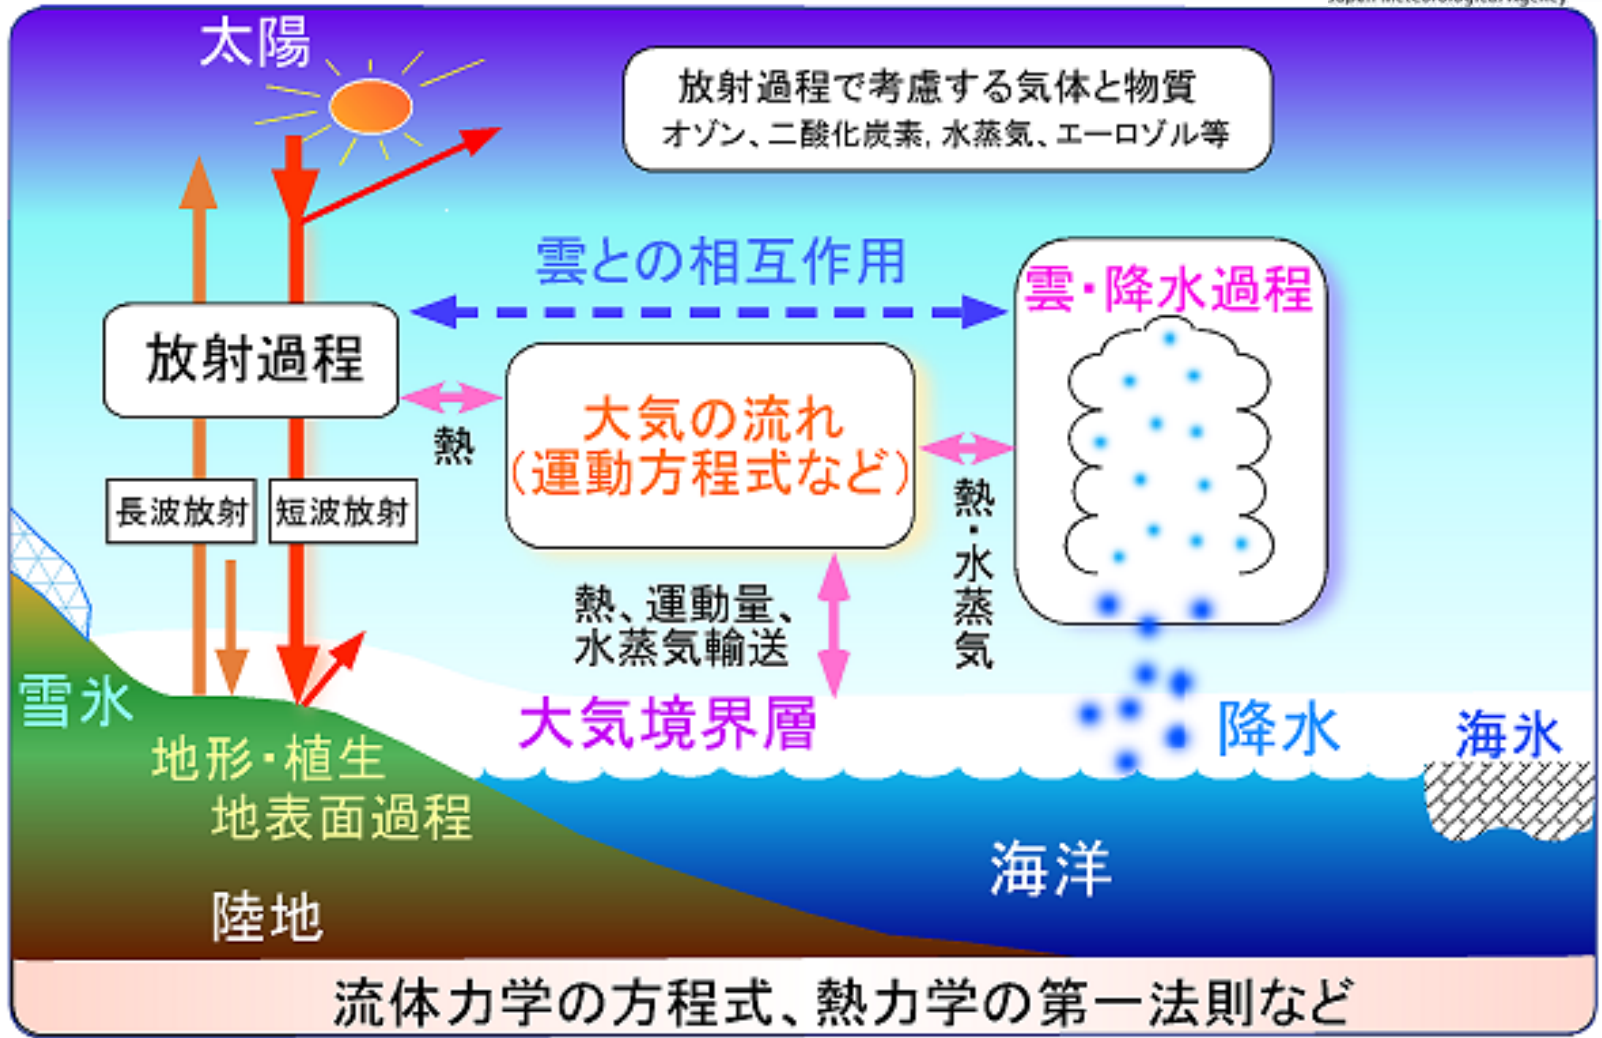 Japan Meteorological Agency
太陽
放射過程で考慮する気体と物質
オゾン、二酸化炭素, 水蒸気、エーロゾル等
雲との相互作用
雲・降水過程
放射過程
大気の流れ
(運動方程式など)
熱
長波放射
短波放射
熱・水蒸気
熱、運動量、
水蒸気輸送
雪氷
大気境界層
降水
海氷
地形・植生
地表面過程
海洋
陸地
流体力学の方程式、熱力学の第一法則など